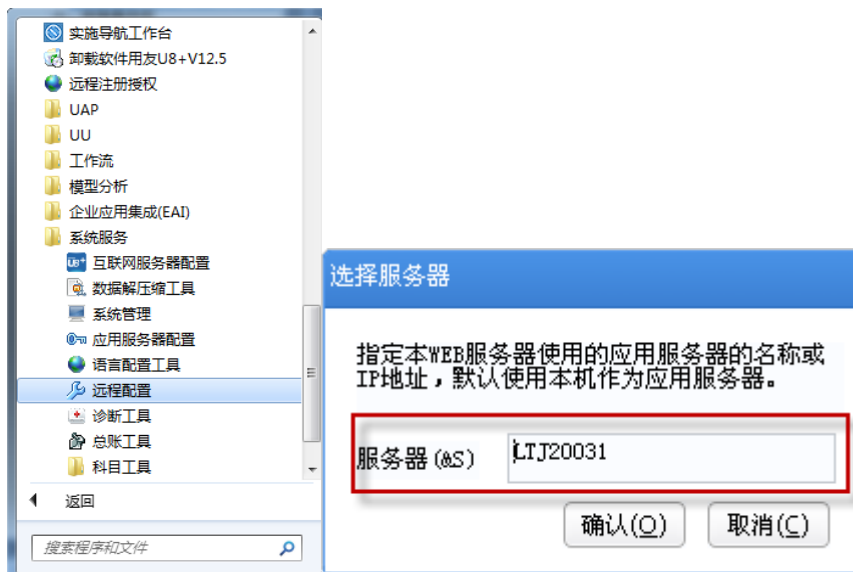 实施导航工作台
卸载软件用友U8+V12.5
远程注册授权
UAP
UU
工作流
模型分析
企业应用集成(EAI)
系统服务
U8+ 互联网服务器配置
数据解压缩工具
系统管理
应用服务器配置
语言配置工具
远程配置
诊断工具
总账工具
科目工具
返回
搜索程序和文件
选择服务器
指定本WEB服务器使用的应用服务器的名称或
IP地址，默认使用本机作为应用服务器。
服务器(&S) LTJ20031
确认(O) 取消(C)